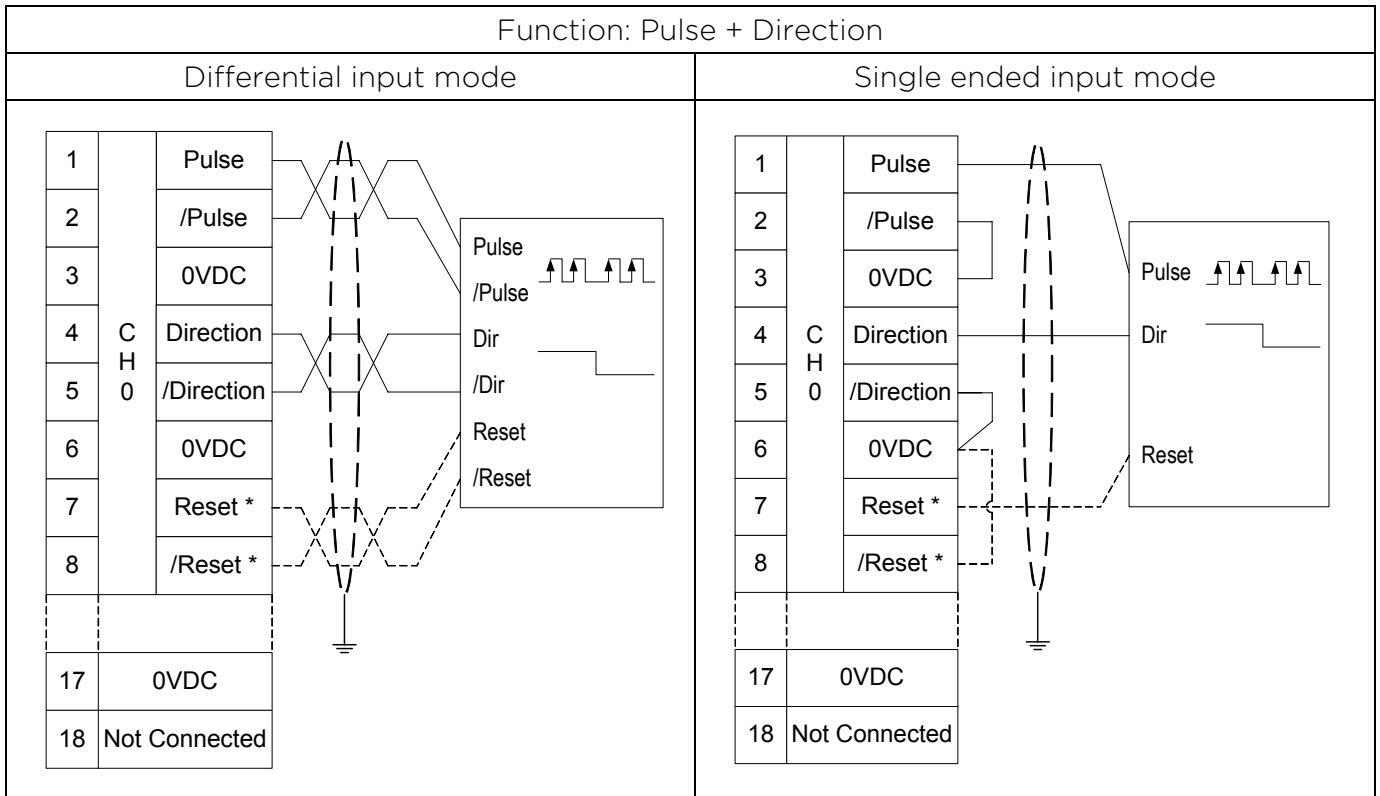 Function: Pulse + Direction
Differential input mode
Single ended input mode
1 Pulse
2 /Pulse
3 0VDC
4 Direction
5 /Direction
6 0VDC
7 Reset *
8 /Reset *
C
H
0
17 0VDC
18 Not Connected
Pulse
/Pulse
Dir
/Dir
Reset
/Reset
1 Pulse
2 /Pulse
3 0VDC
4 Direction
5 /Direction
6 0VDC
7 Reset *
8 /Reset *
C
H
0
17 0VDC
18 Not Connected
Pulse
Dir
Reset